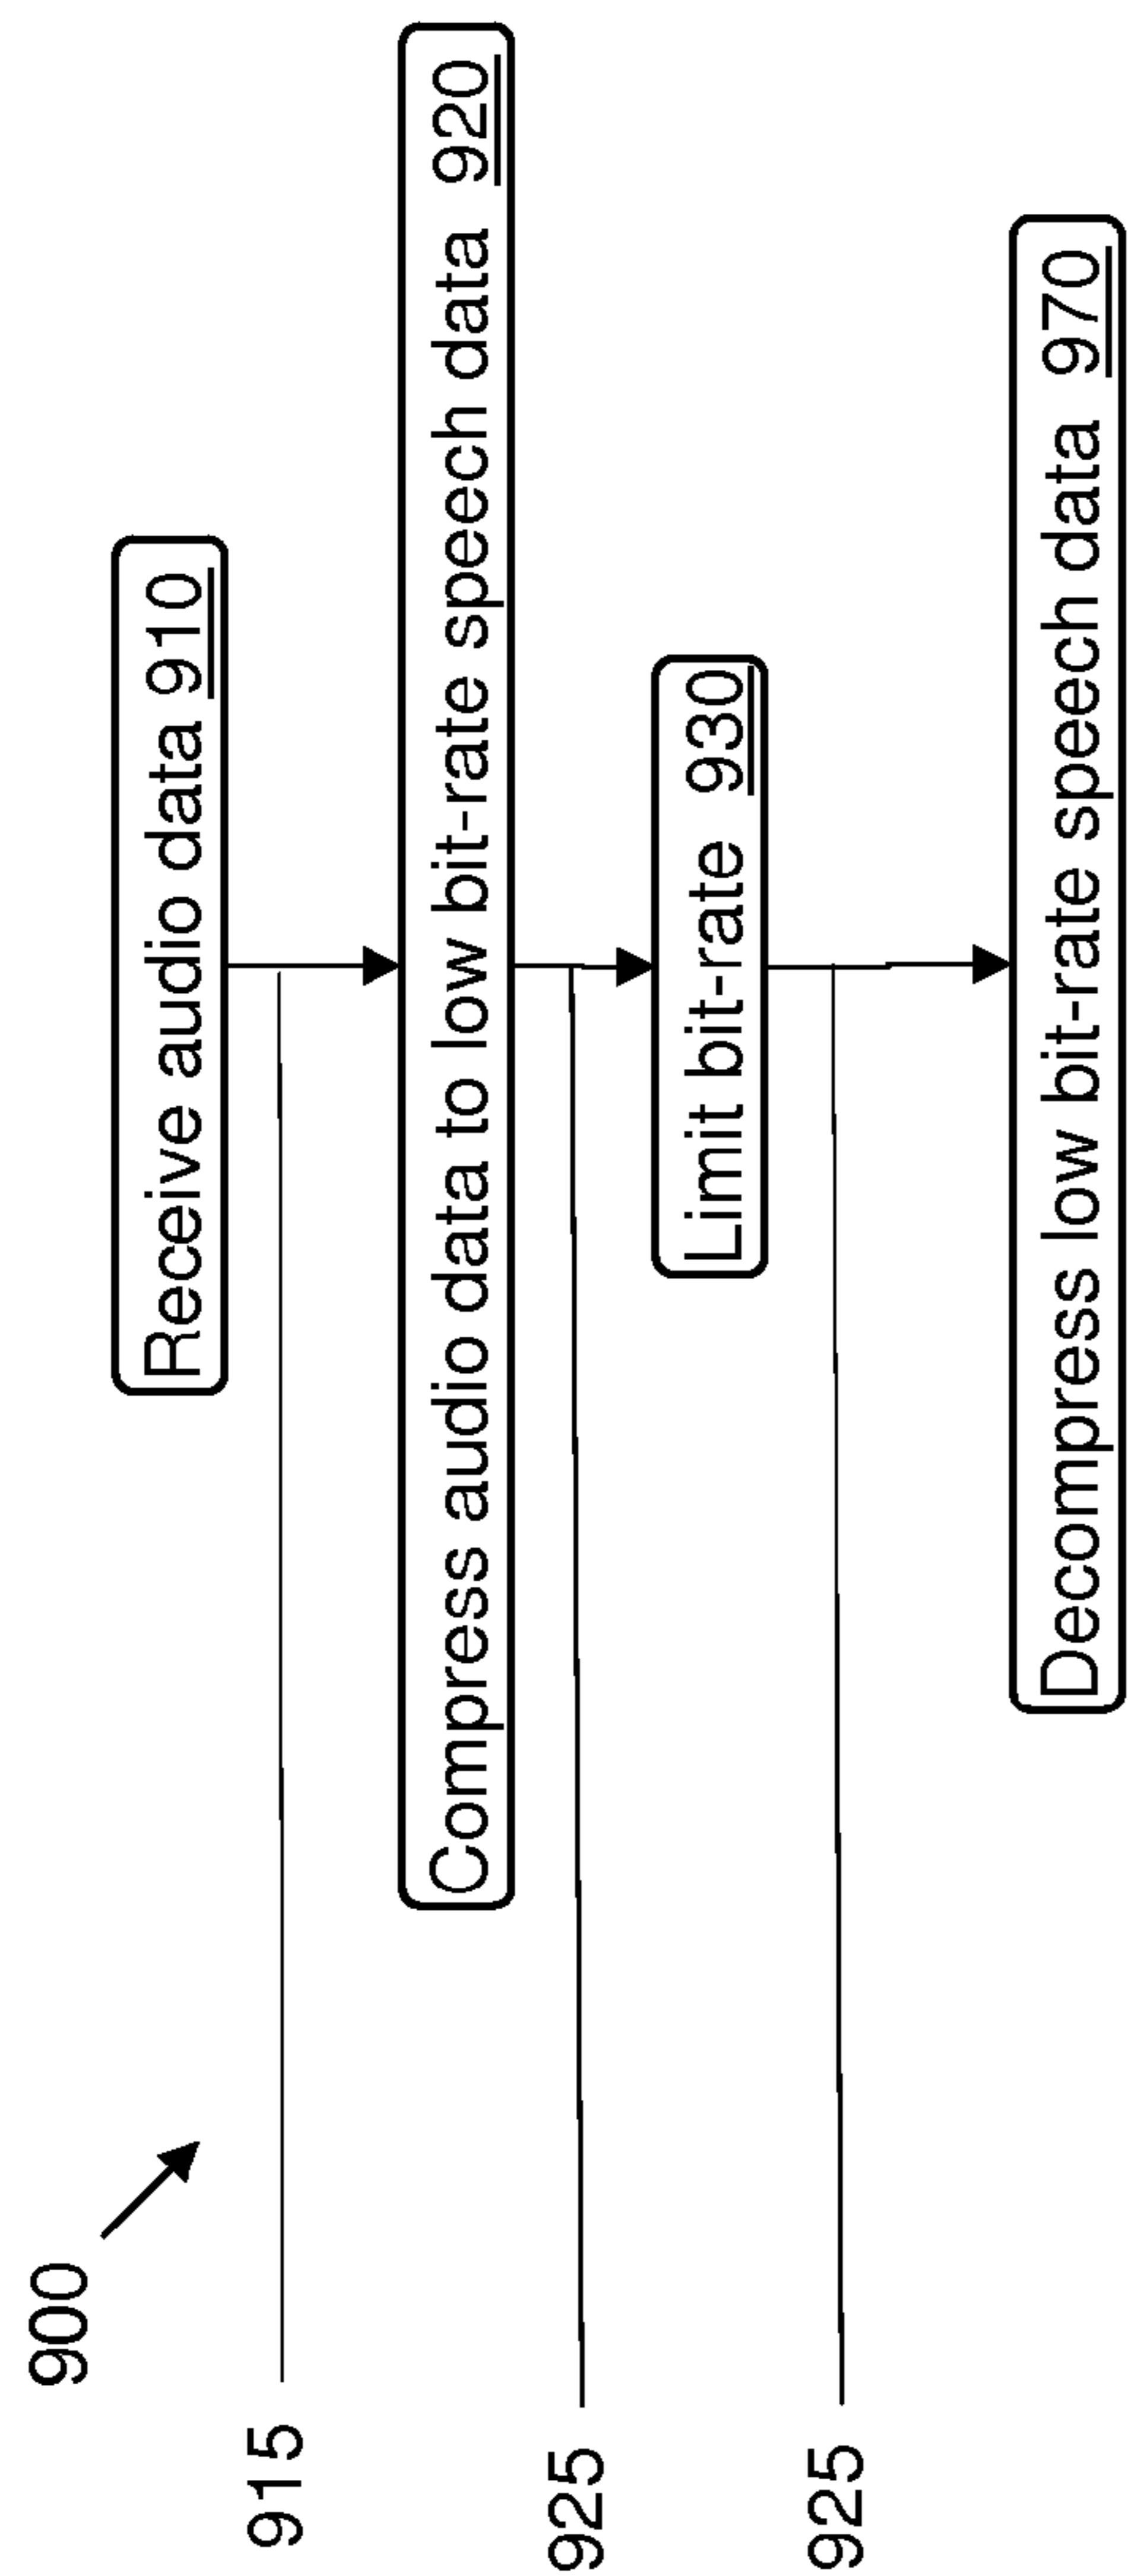 900
Receive audio data 910
915
Compress audio data to low bit-rate speech data 920
925
Limit bit-rate 930
925
Decompress low bit-rate speech data 970